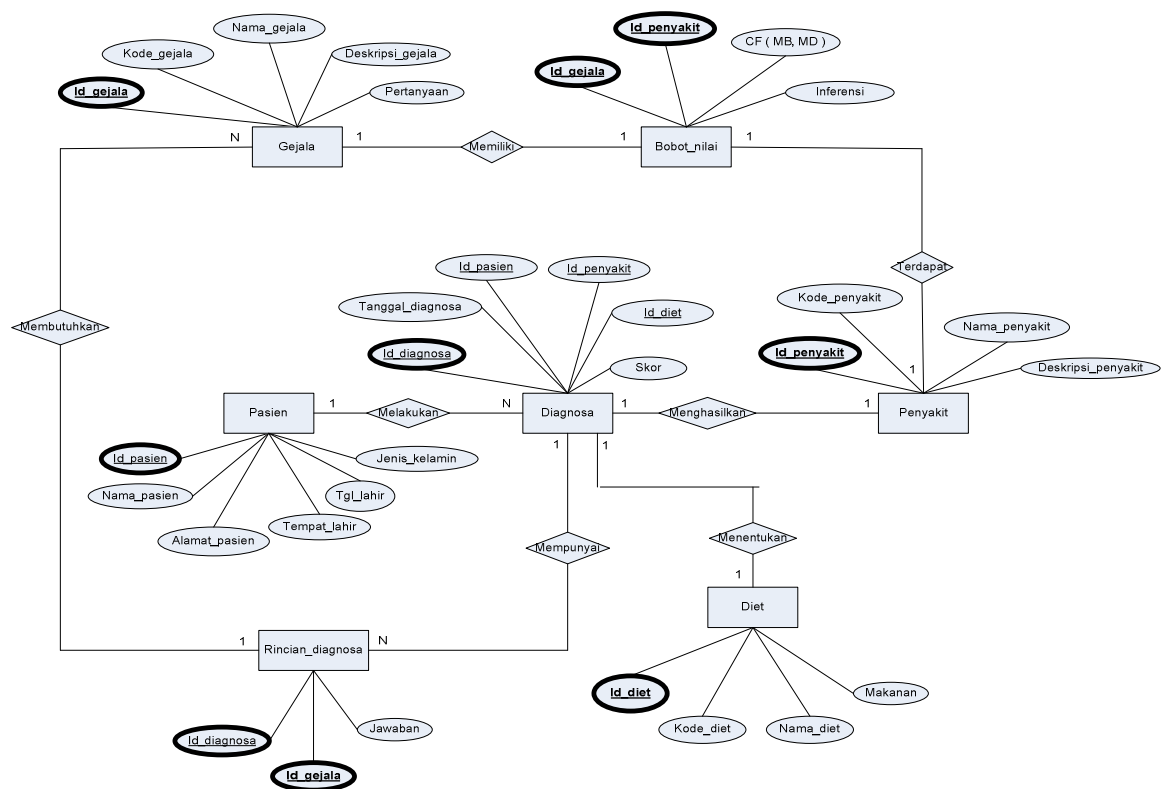 Nama_gejala
Kode_gejala
Deskripsi_gejala
Id_gejala
Pertanyaan
Id_penyakit
CF ( MB, MD )
Id_gejala
Inferensi
N
Gejala
1
Memiliki
1
Bobot_nilai
1
Terdapat
Id_pasien
Id_penyakit
Tanggal_diagnosa
Id_diet
Id_diagnosa
Skor
Kode_penyakit
Nama_penyakit
Id_penyakit
Deskripsi_penyakit
1
Membutuhkan
Pasien
1
Melakukan
N
Diagnosa
1
Menghasilkan
1
Penyakit
1
1
Id_pasien
Jenis_kelamin
Nama_pasien
Tgl_lahir
Alamat_pasien
Tempat_lahir
Mempunyai
Menentukan
1
Diet
1
Rincian_diagnosa
N
Id_diet
Makanan
Kode_diet
Nama_diet
Id_diagnosa
Jawaban
Id_gejala